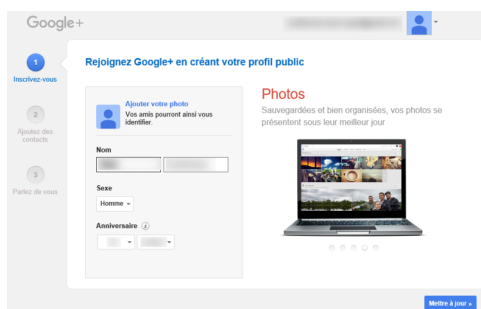 Google+
1
Inscrivez-vous
2
Ajoutez des
contacts
3
Parlez de vous
Rejoignez Google+ en créant votre profil public
Ajouter votre photo
Vos amis pourront ainsi vous
identifier.
Nom
Sexe
Homme
Anniversaire
Photos
Sauvegardées et bien organisées, vos photos se
présentent sous leur meilleur jour
Mettre à jour »